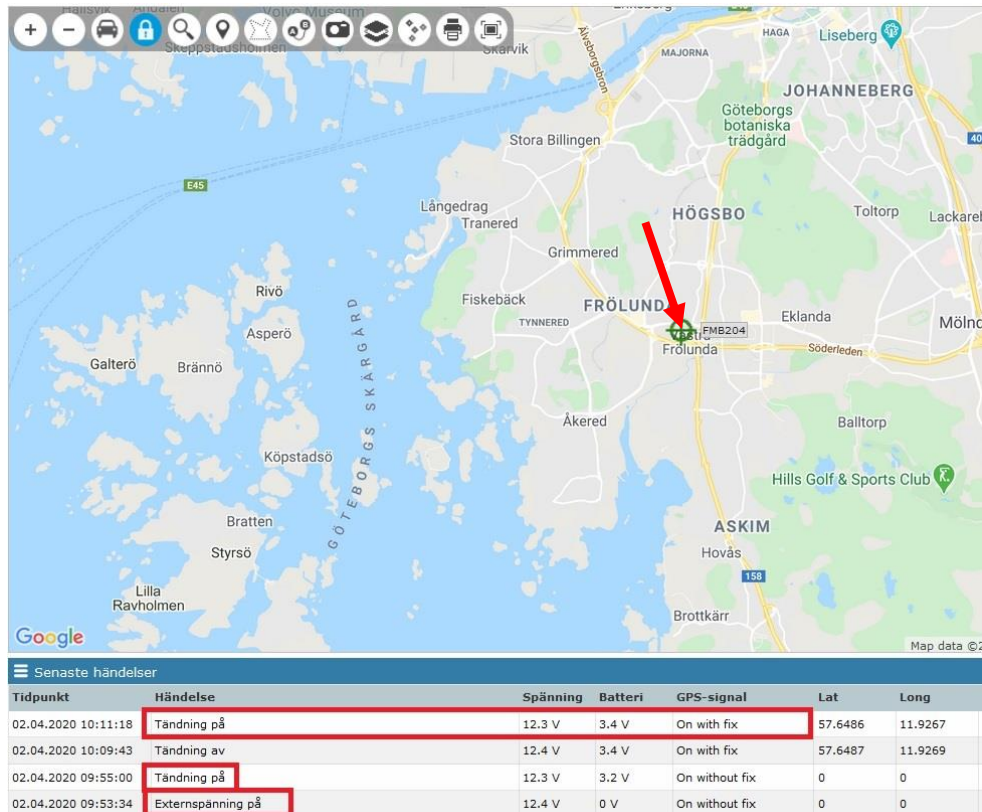 Volvo Museum
Skärvik
HAGA
Liseberg
MAJORNA
Älvsborgsbron
JOHANNEBERG
Göteborgs
botaniska
trädgård
40
Stora Billingen
E45
Långedrag
Tranered
HÖGSBO
Toltorp
Grimmered
Rivö
Fiskebäck
FRÖLUNDA
TYNNERED
FMB204
Eklanda
Asperö
Frölunda
Söderleden
Galterö
Brännö
GÖTEBORGS SKÄRGÅRD
Åkered
Balltorp
Köpstadsö
Hills Golf & Sports Club
Bratten
Styrsö
ASKIM
Hovås
158
Lilla
Ravholmen
Brottkärr
Google
Map data ©2
Senaste händelser
Tidpunkt Händelse Spänning Batteri GPS-signal Lat Long
02.04.2020 10:11:18 Tändning på 12.3 V 3.4 V On with fix 57.6486 11.9267
02.04.2020 10:09:43 Tändning av 12.4 V 3.4 V On with fix 57.6487 11.9269
02.04.2020 09:55:00 Tändning på 12.3 V 3.2 V On without fix 0 0
02.04.2020 09:53:34 Externspänning på 12.4 V 0 V On without fix 0 0